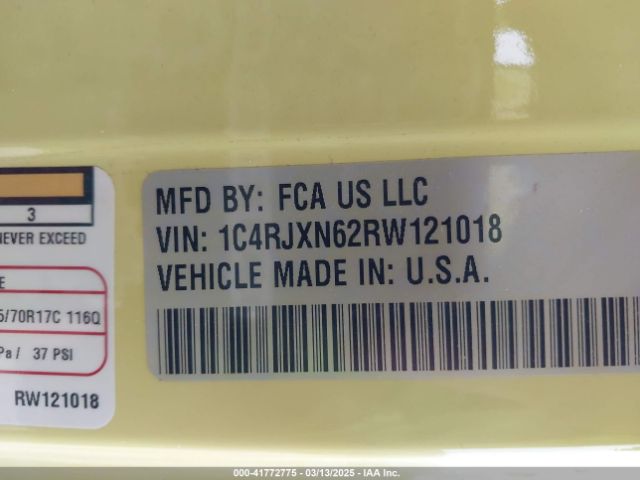 3
NEVER EXCEED
5/70R17C 116Q
Pa / 37 PSI
RW121018
MFD BY: FCA US LLC
VIN: 1C4RJXN62RW121018
VEHICLE MADE IN: U.S.A.
000-41772775 - 03/13/2025 - IAA Inc.